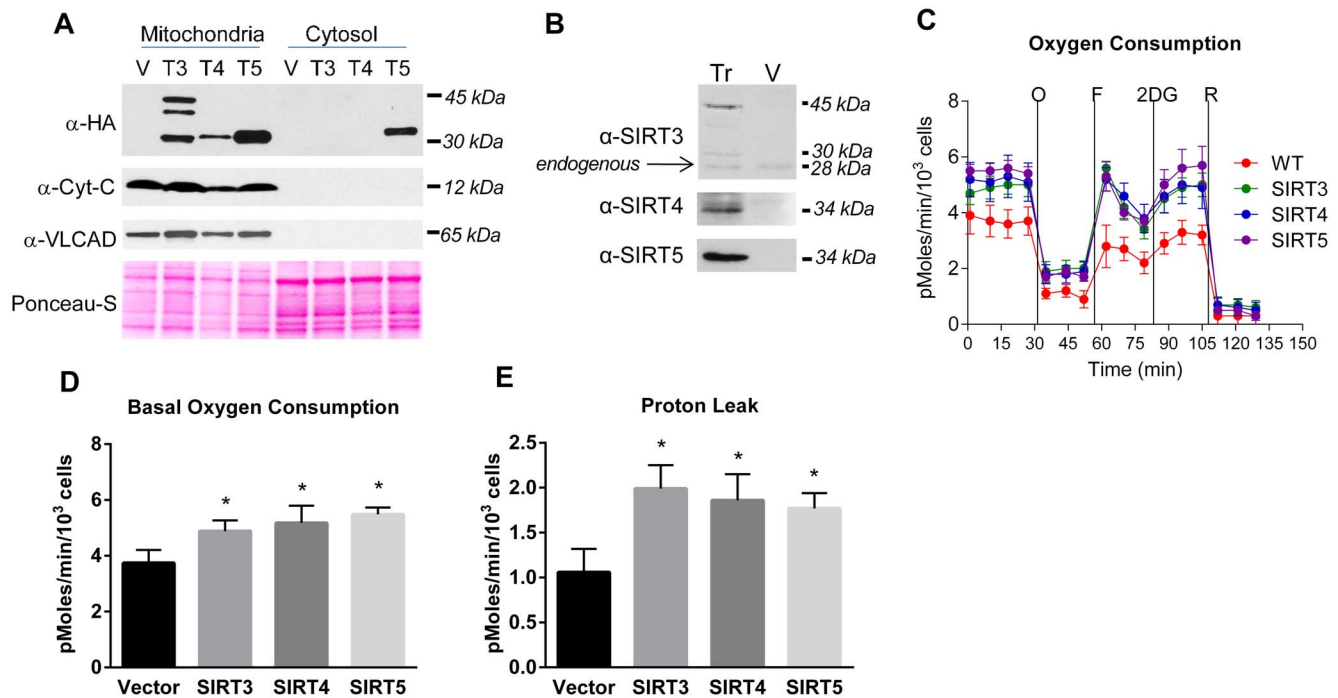 A
Mitochondria Cytosol
V T3 T4 T5 V T3 T4 T5
α-HA
45 kDa
30 kDa
α-Cyt-C
12 kDa
α-VLCAD
65 kDa
Ponceau-S
B
Tr V
45 kDa
α-SIRT3
30 kDa
endogenous
28 kDa
α-SIRT4
34 kDa
α-SIRT5
34 kDa
C
Oxygen Consumption
O F 2DG R
8
6
4
2
0
pMoles/min/10³ cells
0 15 30 45 60 75 90 105 120 135 150
Time (min)
WT
SIRT3
SIRT4
SIRT5
D
Basal Oxygen Consumption
8
6
4
2
0
pMoles/min/10³ cells
* * *
Vector SIRT3 SIRT4 SIRT5
E
Proton Leak
2.5
2.0
1.5
1.0
0.5
0.0
pMoles/min/10³ cells
* * *
Vector SIRT3 SIRT4 SIRT5